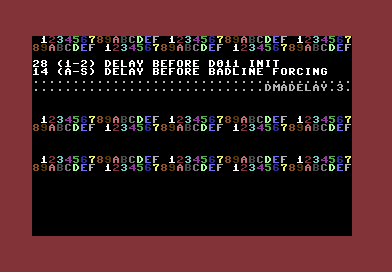 123456789ABCDEF 123456789ABCDEF 1234567
89ABCDEF 123456789ABCDEF 123456789ABCDEF
28 (1-2) DELAY BEFORE D011 INIT
14 (A-S) DELAY BEFORE BADLINE FORCING
........................................
.............................DMADELAY.3.
123456789ABCDEF 123456789ABCDEF 1234567
89ABCDEF 123456789ABCDEF 123456789ABCDEF
123456789ABCDEF 123456789ABCDEF 1234567
89ABCDEF 123456789ABCDEF 123456789ABCDEF